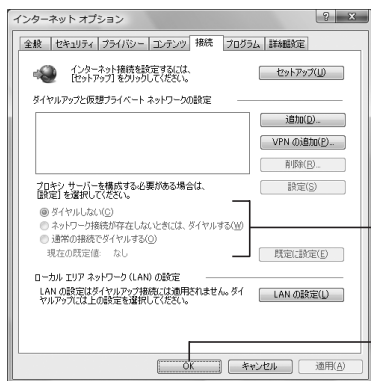 インターネット オプション
全般 セキュリティ プライバシー コンテンツ 接続 プログラム 詳細設定
インターネット接続を設定するには、
[セットアップ] をクリックしてください。
セットアップ(U)
ダイヤルアップと仮想プライベート ネットワークの設定
追加(D)...
VPN の追加(P)...
削除(R)...
プロキシ サーバーを構成する必要がある場合は、
[設定] を選択してください。
設定(S)
ダイヤルしない(C)
ネットワーク接続が存在しないときには、ダイヤルする(W)
通常の接続でダイヤルする(O)
現在の既定値: なし
既定に設定(E)
ローカル エリア ネットワーク (LAN) の設定
LAN の設定はダイヤルアップ接続には適用されません。ダイ
ヤルアップには上の設定を選択してください。
LAN の設定(L)
OK キャンセル 適用(A)